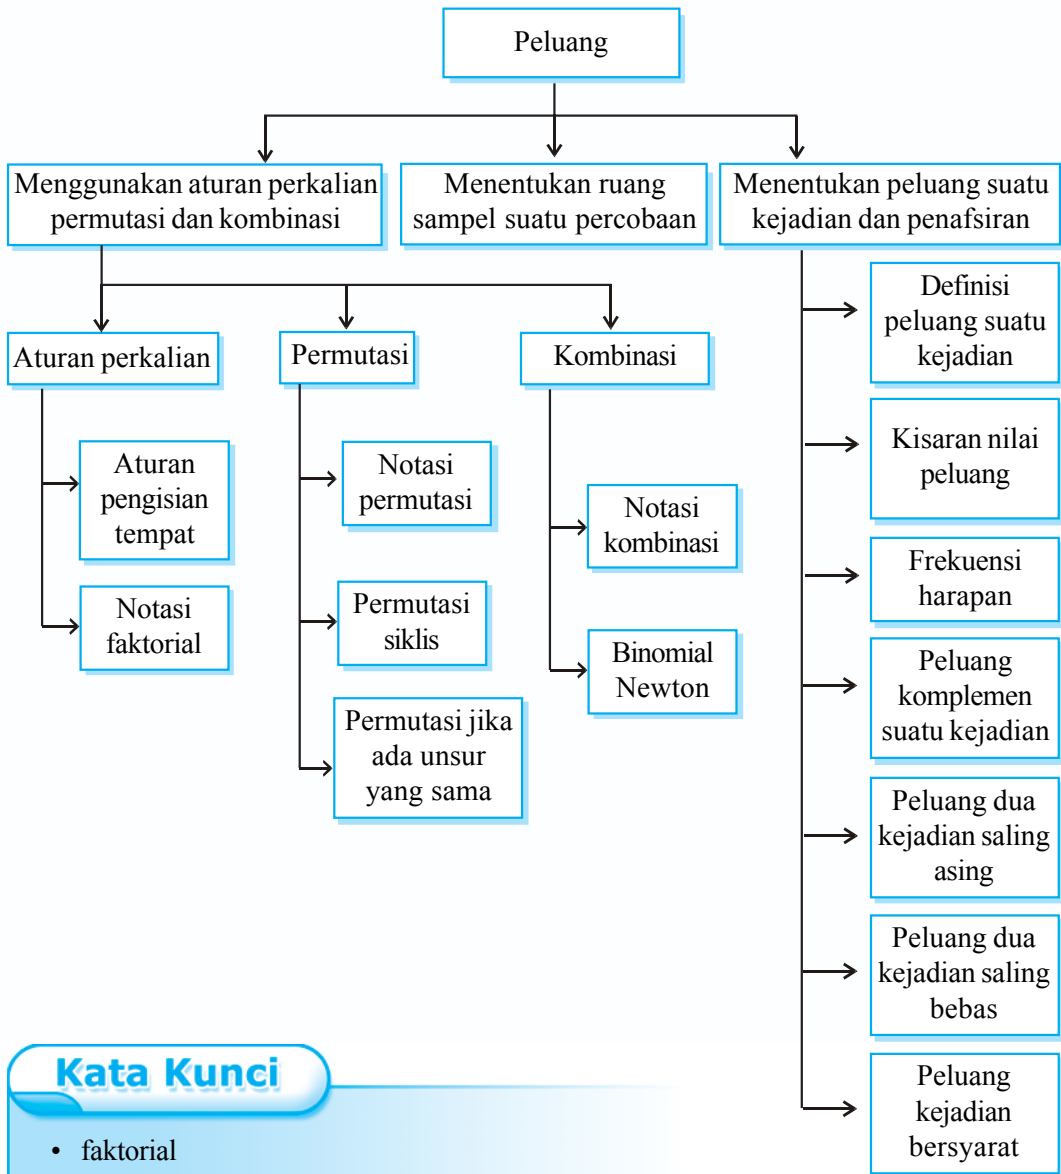 Peluang
Menggunakan aturan perkalian
permutasi dan kombinasi
Menentukan ruang
sampel suatu percobaan
Menentukan peluang suatu
kejadian dan penafsiran
Aturan perkalian
Aturan
pengisian
tempat
Notasi
faktorial
Permutasi
Notasi
permutasi
Permutasi
siklis
Permutasi jika
ada unsur
yang sama
Kombinasi
Notasi
kombinasi
Binomial
Newton
Definisi
peluang suatu
kejadian
Kisaran nilai
peluang
Frekuensi
harapan
Peluang
komplemen
suatu kejadian
Peluang dua
kejadian saling
asing
Peluang dua
kejadian saling
bebas
Peluang
kejadian
bersyarat
Kata Kunci
• faktorial